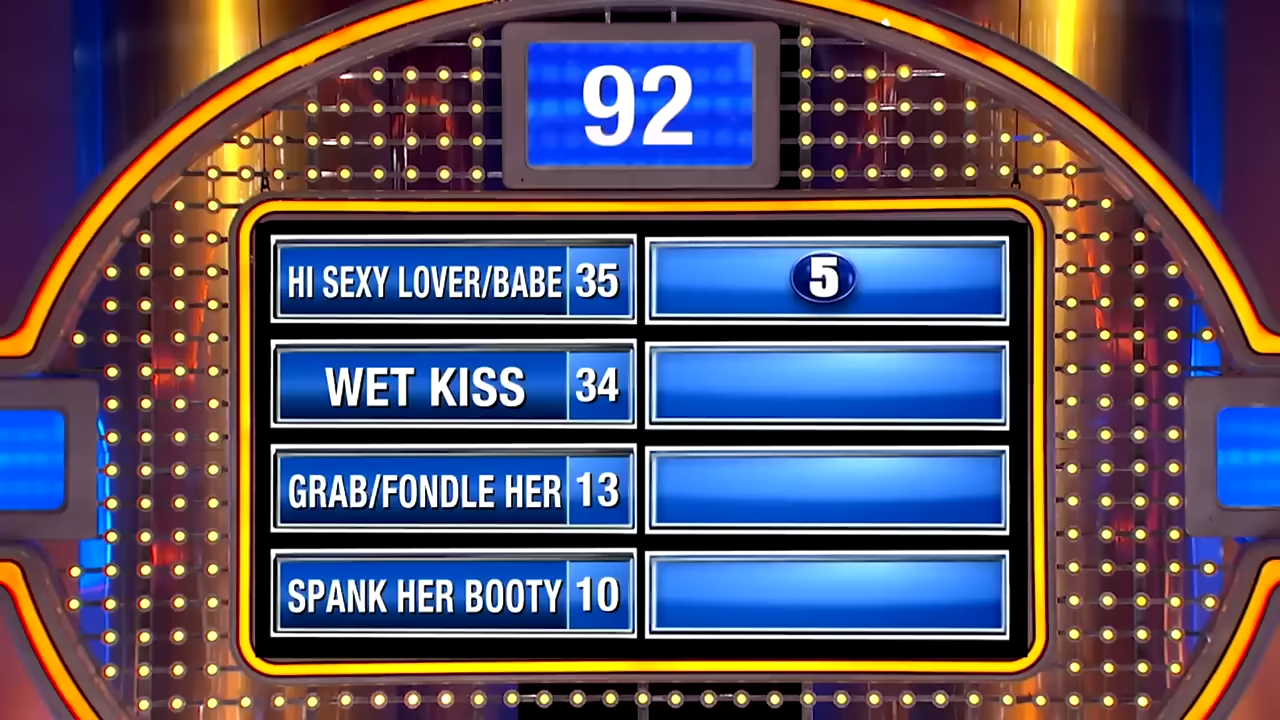 92
HI SEXY LOVER/BABE 35
5
WET KISS 34
GRAB/FONDLE HER 13
SPANK HER BOOTY 10